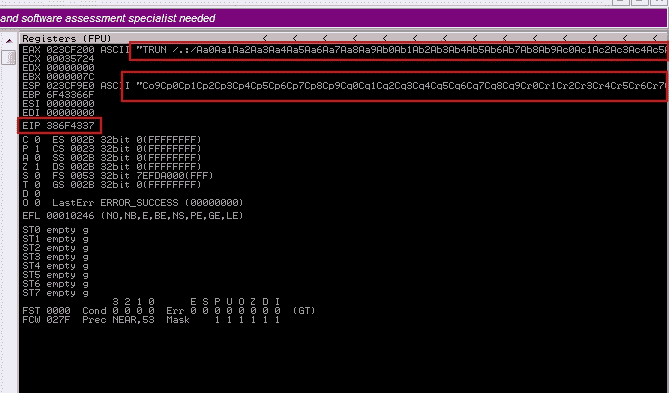 and software assessment specialist needed
Registers (FPU) < < < < < < < < < < < <
EAX 023CF200 ASCII "TRUN /.:/Aa0Aa1Aa2Aa3Aa4Aa5Aa6Aa7Aa8Aa9Ab0Ab1Ab2Ab3Ab4Ab5Ab6Ab7Ab8Ab9Ac0Ac1Ac2Ac3Ac4Ac5A
ECX 00035724
EDX 00000000
EBX 0000007C
ESP 023CF9E0 ASCII "Co9Cp0Cp1Cp2Cp3Cp4Cp5Cp6Cp7Cp8Cp9Cq0Cq1Cq2Cq3Cq4Cq5Cq6Cq7Cq8Cq9Cr0Cr1Cr2Cr3Cr4Cr5Cr6Cr7
EBP 6F43366F
ESI 00000000
EDI 00000000
EIP 386F4337
C 0 ES 002B 32bit 0(FFFFFFFF)
P 1 CS 0023 32bit 0(FFFFFFFF)
A 0 SS 002B 32bit 0(FFFFFFFF)
Z 1 DS 002B 32bit 0(FFFFFFFF)
S 0 FS 0053 32bit 7EFDA000(FFF)
T 0 GS 002B 32bit 0(FFFFFFFF)
D 0
O 0 LastErr ERROR_SUCCESS (00000000)
EFL 00010246 (NO,NB,E,BE,NS,PE,GE,LE)
ST0 empty g
ST1 empty g
ST2 empty g
ST3 empty g
ST4 empty g
ST5 empty g
ST6 empty g
ST7 empty g
3 2 1 0 E S P U O Z D I
FST 0000 Cond 0 0 0 0 Err 0 0 0 0 0 0 0 0 (GT)
FCW 027F Prec NEAR,53 Mask 1 1 1 1 1 1